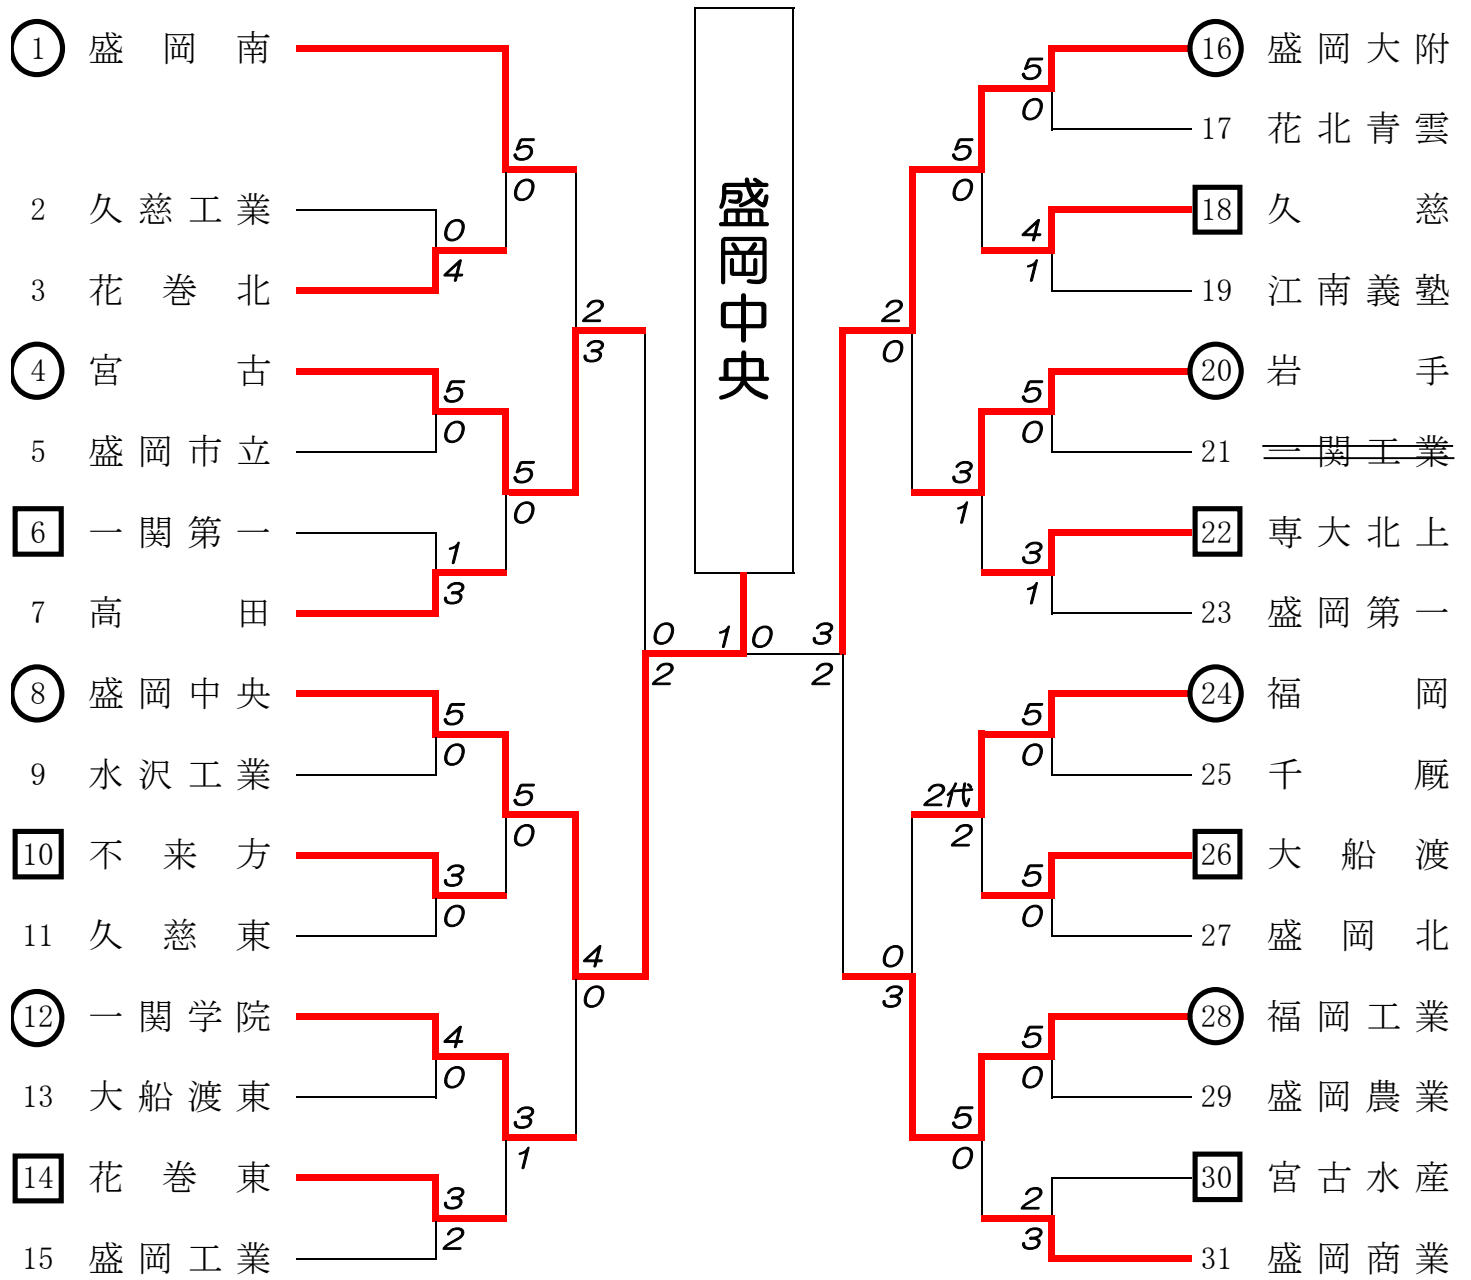 1 盛岡南
2 久慈工業
3 花巻北
4 宮古
5 盛岡市立
6 一関第一
7 高田
8 盛岡中央
9 水沢工業
10 不来方
11 久慈東
12 一関学院
13 大船渡東
14 花巻東
15 盛岡工業
0
4
5
0
1
3
5
0
3
0
4
0
3
2
5
0
5
0
5
0
3
1
2
3
4
0
0
2
盛岡中央
1 0
3
2
2
0
0
3
5
0
3
1
2代
2
5
0
5
0
4
1
5
0
3
1
5
0
5
0
5
0
2
3
16 盛岡大附
17 花北青雲
18 久慈
19 江南義塾
20 岩手
21 一関工業
22 専大北上
23 盛岡第一
24 福岡
25 千厩
26 大船渡
27 盛岡北
28 福岡工業
29 盛岡農業
30 宮古水産
31 盛岡商業